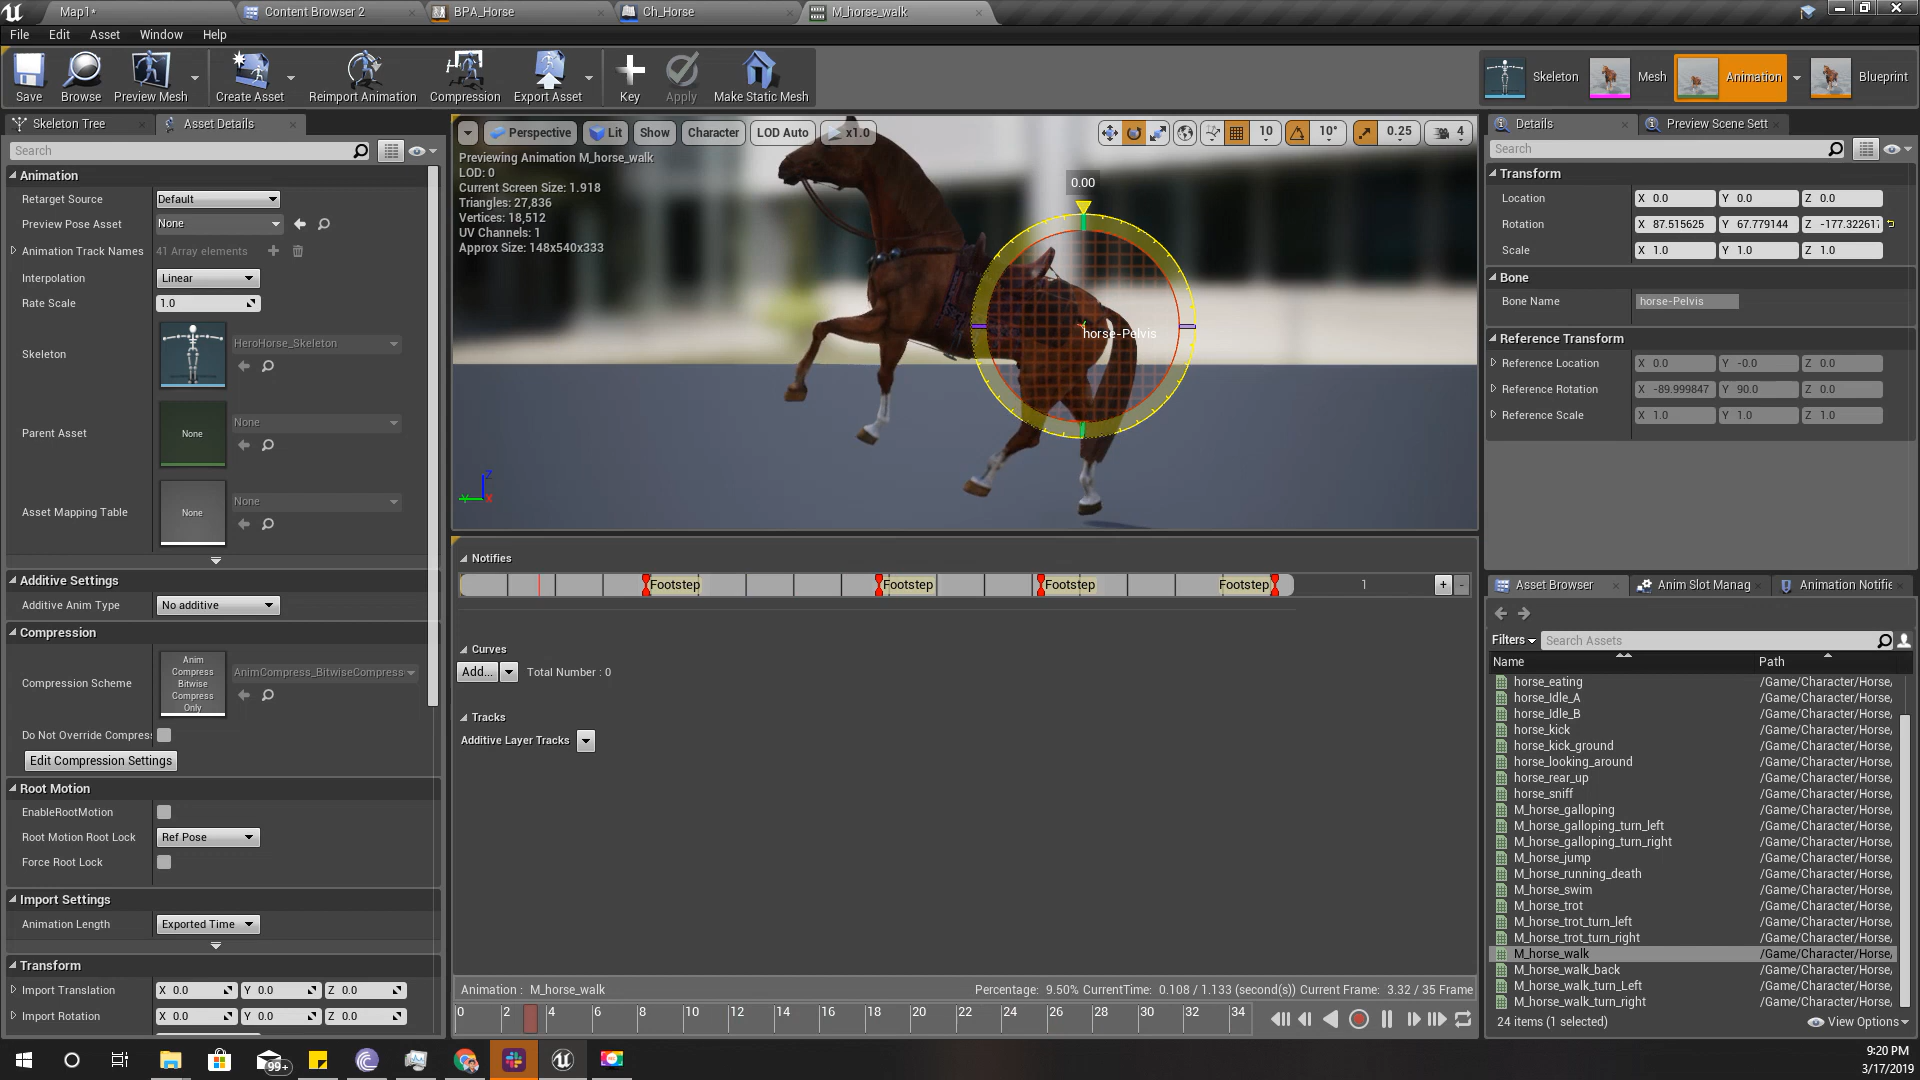 Map1*
Content Browser 2
BPA_Horse
Ch_Horse
M_horse_walk
File Edit Asset Window Help
Save
Browse
Preview Mesh
Create Asset
Reimport Animation
Compression
Export Asset
Key
Apply
Make Static Mesh
Skeleton
Mesh
Animation
Blueprint
Skeleton Tree
Asset Details
Search
Animation
Retarget Source Default
Preview Pose Asset None
Animation Track Names 41 Array elements
Interpolation Linear
Rate Scale 1.0
Skeleton HeroHorse_Skeleton
Parent Asset None None
Asset Mapping Table None None
Additive Settings
Additive Anim Type No additive
Compression
Compression Scheme Anim Compress Bitwise Compress Only AnimCompress_BitwiseCompress
Do Not Override Compres
Edit Compression Settings
Root Motion
EnableRootMotion
Root Motion Root Lock Ref Pose
Force Root Lock
Import Settings
Animation Length Exported Time
Transform
Import Translation X 0.0 Y 0.0 Z 0.0
Import Rotation X 0.0 Y 0.0 Z 0.0
Perspective Lit Show Character LOD Auto x1.0 10 10° 0.25 4
Previewing Animation M_horse_walk
LOD: 0
Current Screen Size: 1.918
Triangles: 27,836
Vertices: 18,512
UV Channels: 1
Approx Size: 148x540x333
0.00
horse-Pelvis
Z
Y X
Notifies
Footstep Footstep Footstep Footstep 1 + -
Curves
Add... Total Number : 0
Tracks
Additive Layer Tracks
Animation : M_horse_walk Percentage: 9.50% CurrentTime: 0.108 / 1.133 (second(s)) Current Frame: 3.32 / 35 Frame
0 2 4 6 8 10 12 14 16 18 20 22 24 26 28 30 32 34
Details
Preview Scene Sett
Search
Transform
Location X 0.0 Y 0.0 Z 0.0
Rotation X 87.515625 Y 67.779144 Z -177.322617
Scale X 1.0 Y 1.0 Z 1.0
Bone
Bone Name horse-Pelvis
Reference Transform
Reference Location X 0.0 Y -0.0 Z 0.0
Reference Rotation X -89.999847 Y 90.0 Z 0.0
Reference Scale X 1.0 Y 1.0 Z 1.0
Asset Browser
Anim Slot Manag
Animation Notifie
Filters Search Assets
Name Path
horse_eating /Game/Character/Horse,
horse_Idle_A /Game/Character/Horse,
horse_Idle_B /Game/Character/Horse,
horse_kick /Game/Character/Horse,
horse_kick_ground /Game/Character/Horse,
horse_looking_around /Game/Character/Horse,
horse_rear_up /Game/Character/Horse,
horse_sniff /Game/Character/Horse,
M_horse_galloping /Game/Character/Horse,
M_horse_galloping_turn_left /Game/Character/Horse,
M_horse_galloping_turn_right /Game/Character/Horse,
M_horse_jump /Game/Character/Horse,
M_horse_running_death /Game/Character/Horse,
M_horse_swim /Game/Character/Horse,
M_horse_trot /Game/Character/Horse,
M_horse_trot_turn_left /Game/Character/Horse,
M_horse_trot_turn_right /Game/Character/Horse,
M_horse_walk /Game/Character/Horse,
M_horse_walk_back /Game/Character/Horse,
M_horse_walk_turn_Left /Game/Character/Horse,
M_horse_walk_turn_right /Game/Character/Horse,
24 items (1 selected) View Options
99+
9:20 PM
3/17/2019